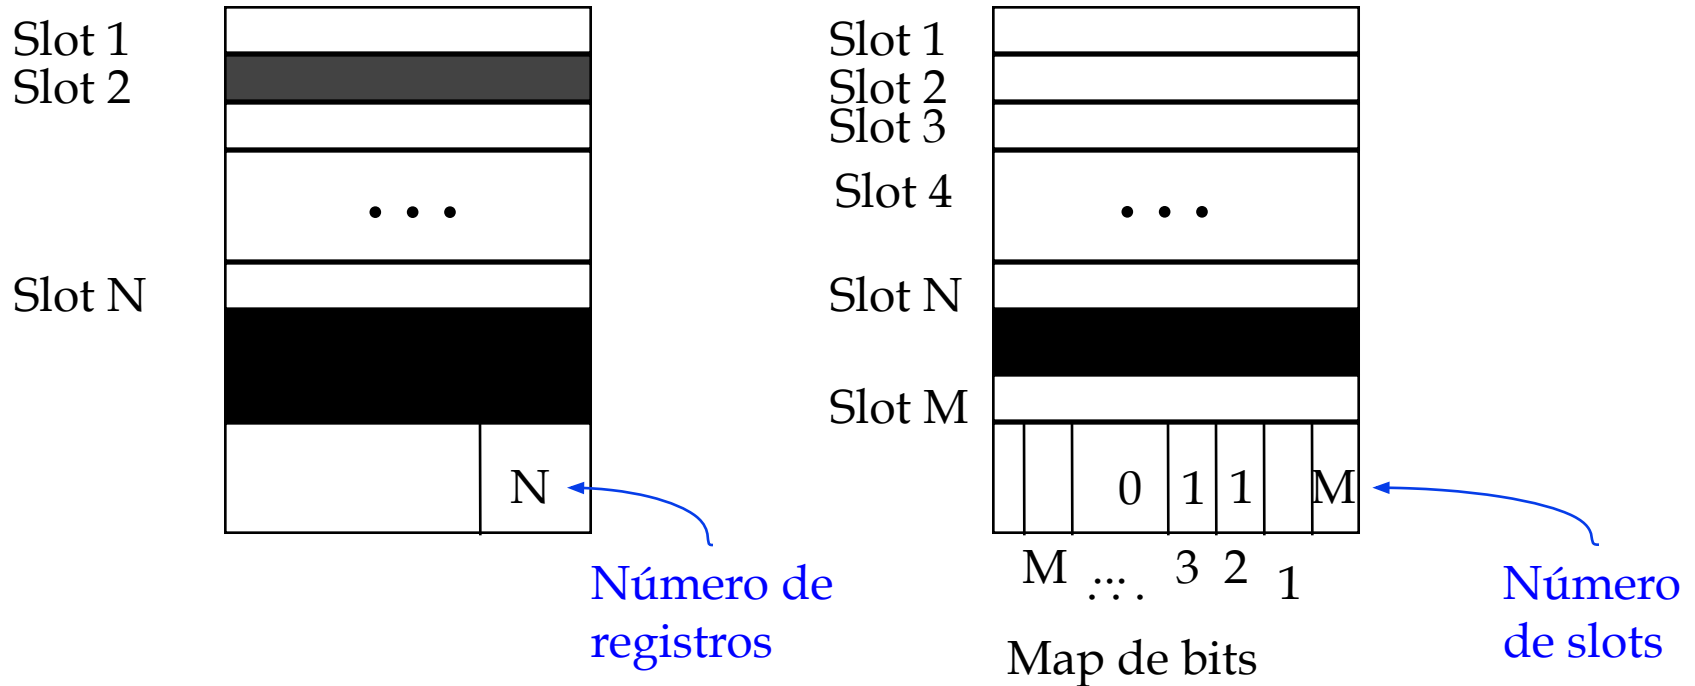 Slot 1
Slot 2
. . .
Slot N
N
Número de
registros
Slot 1
Slot 2
Slot 3
Slot 4
. . .
Slot N
Slot M
0 1 1 M
M ... 3 2 1
. . .
Map de bits
Número
de slots